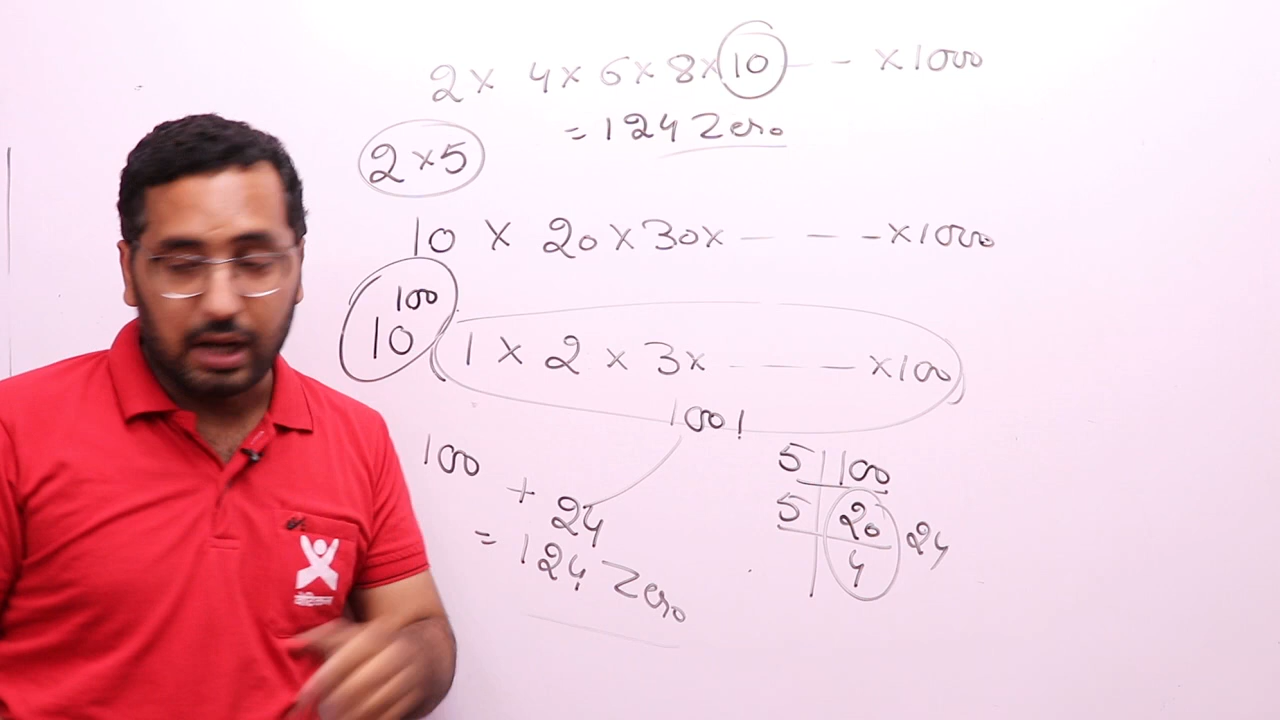 2 × 4 × 6 × 8 × 10 - - × 1000
= 124 Zero
2 × 5
10 × 20 × 30 × - - - × 1000
10^100 1 × 2 × 3 × - - - × 100
100!
100
+ 24
= 124 Zero
5 | 100
5 | 20
4
24